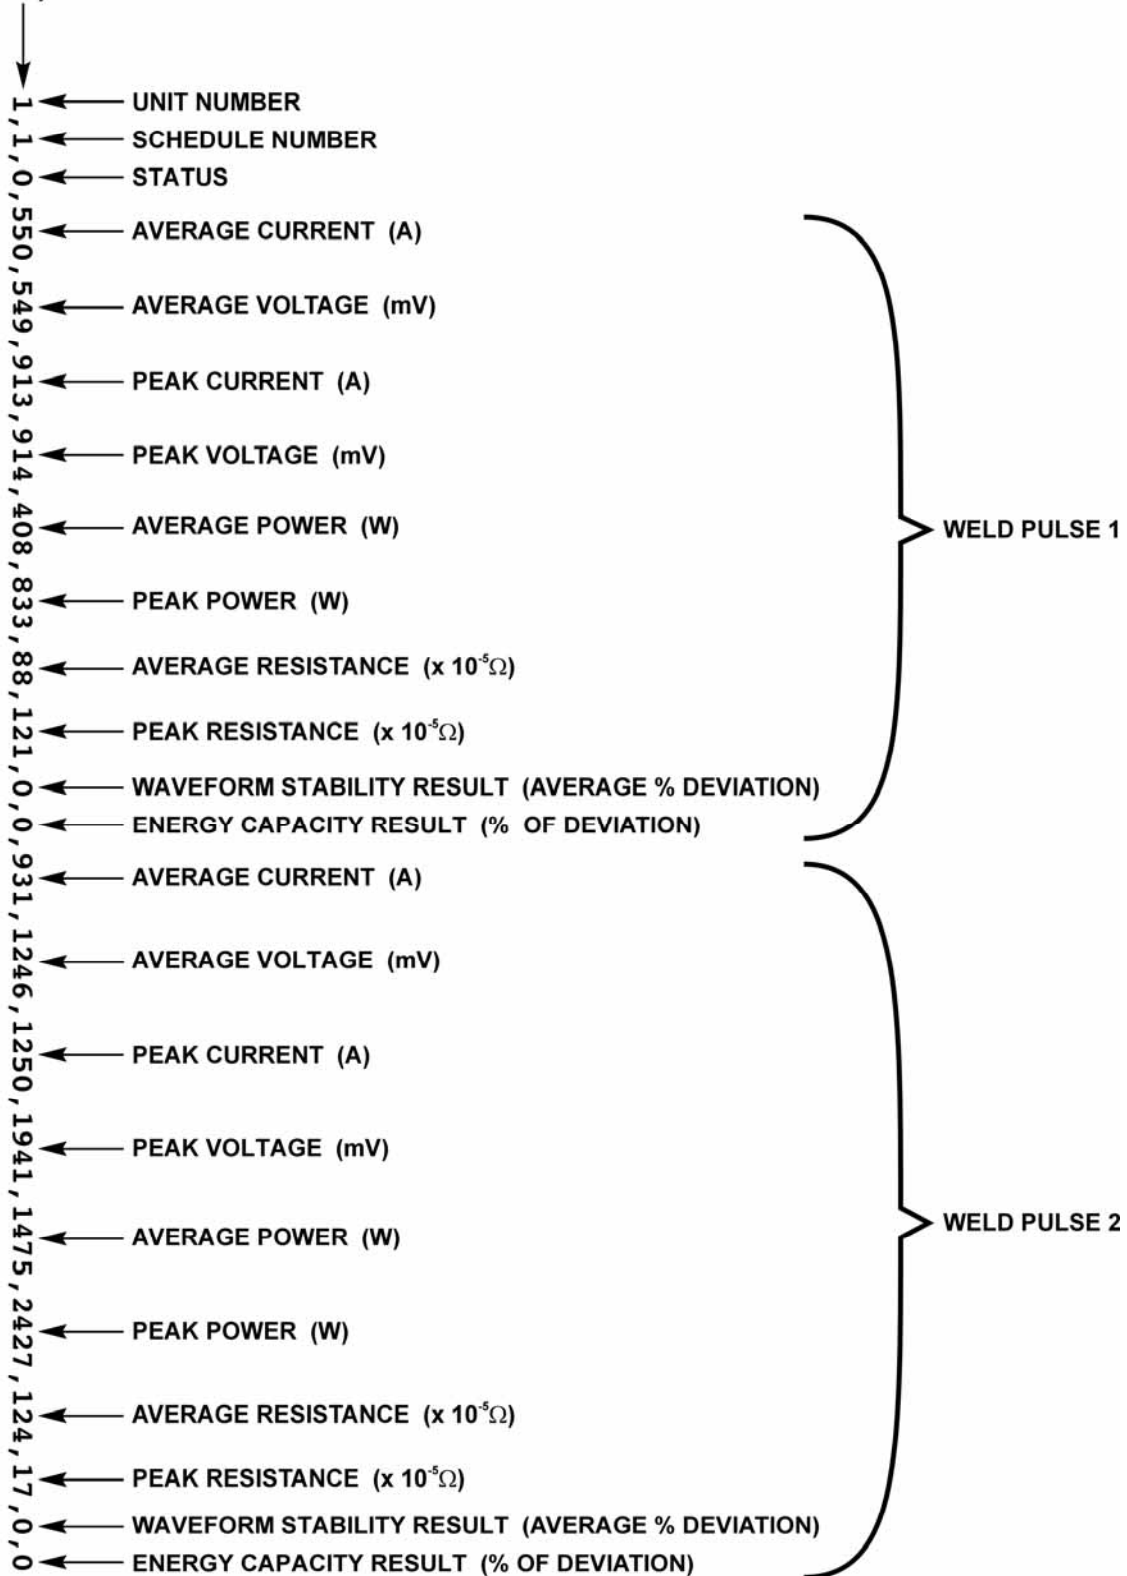 1,1,0,550,549,913,914,408,833,88,121,0,0,931,1246,1250,1941,1475,2427,124,17,0,0
UNIT NUMBER
SCHEDULE NUMBER
STATUS
AVERAGE CURRENT (A)
AVERAGE VOLTAGE (mV)
PEAK CURRENT (A)
PEAK VOLTAGE (mV)
AVERAGE POWER (W)
PEAK POWER (W)
AVERAGE RESISTANCE (x 10⁻⁵Ω)
PEAK RESISTANCE (x 10⁻⁵Ω)
WAVEFORM STABILITY RESULT (AVERAGE % DEVIATION)
ENERGY CAPACITY RESULT (% OF DEVIATION)
WELD PULSE 1
AVERAGE CURRENT (A)
AVERAGE VOLTAGE (mV)
PEAK CURRENT (A)
PEAK VOLTAGE (mV)
AVERAGE POWER (W)
PEAK POWER (W)
AVERAGE RESISTANCE (x 10⁻⁵Ω)
PEAK RESISTANCE (x 10⁻⁵Ω)
WAVEFORM STABILITY RESULT (AVERAGE % DEVIATION)
ENERGY CAPACITY RESULT (% OF DEVIATION)
WELD PULSE 2